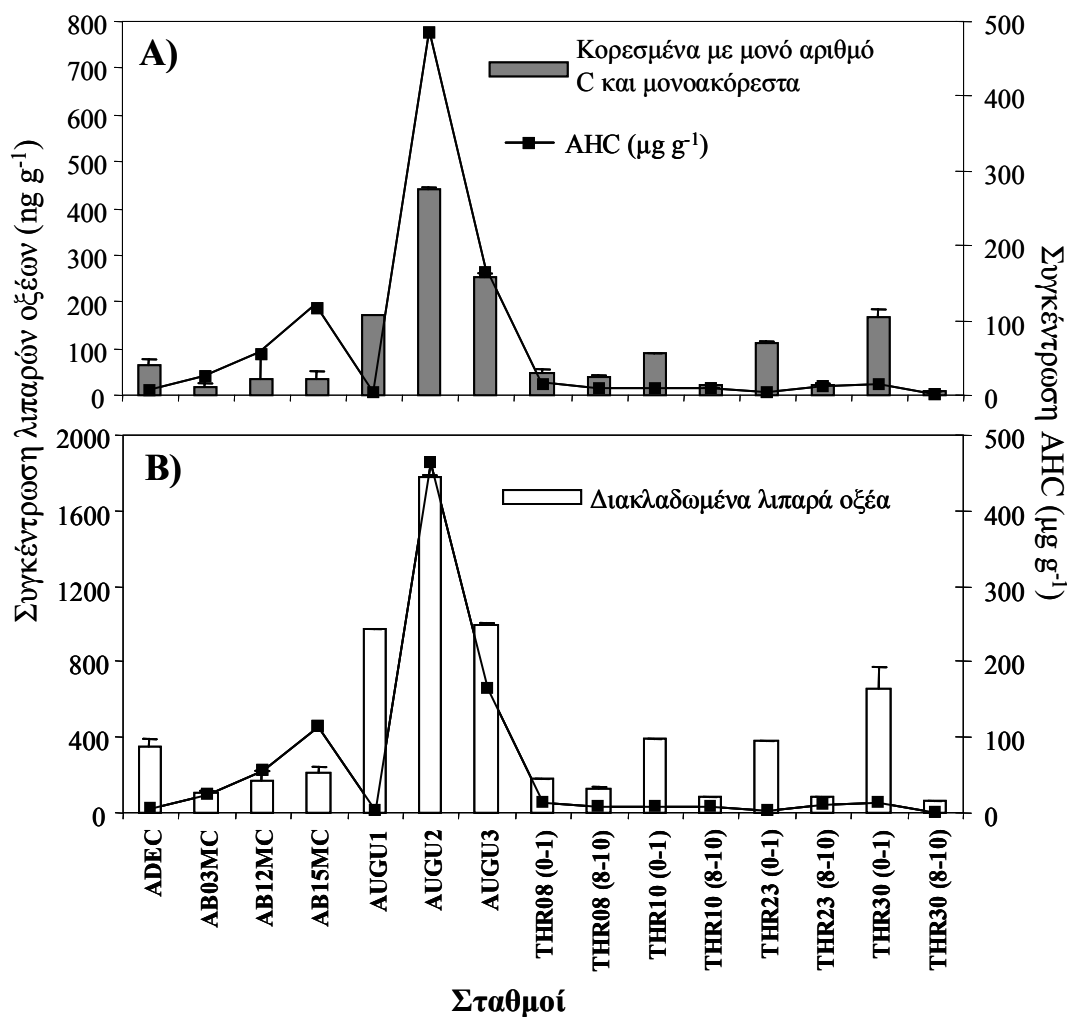 A)
Κορεσμένα με μονό αριθμό
C και μονοακόρεστα
AHC (μg g-1)
800
700
600
500
400
300
200
100
0
500
400
300
200
100
0
Συγκέντρωση λιπαρών οξέων (ng g-1)
Συγκέντρωση AHC (μg g-1)
B)
Διακλαδωμένα λιπαρά οξέα
2000
1600
1200
800
400
0
500
400
300
200
100
0
ADEC
AB03MC
AB12MC
AB15MC
AUGU1
AUGU2
AUGU3
THR08 (0-1)
THR08 (8-10)
THR10 (0-1)
THR10 (8-10)
THR23 (0-1)
THR23 (8-10)
THR30 (0-1)
THR30 (8-10)
Σταθμοί